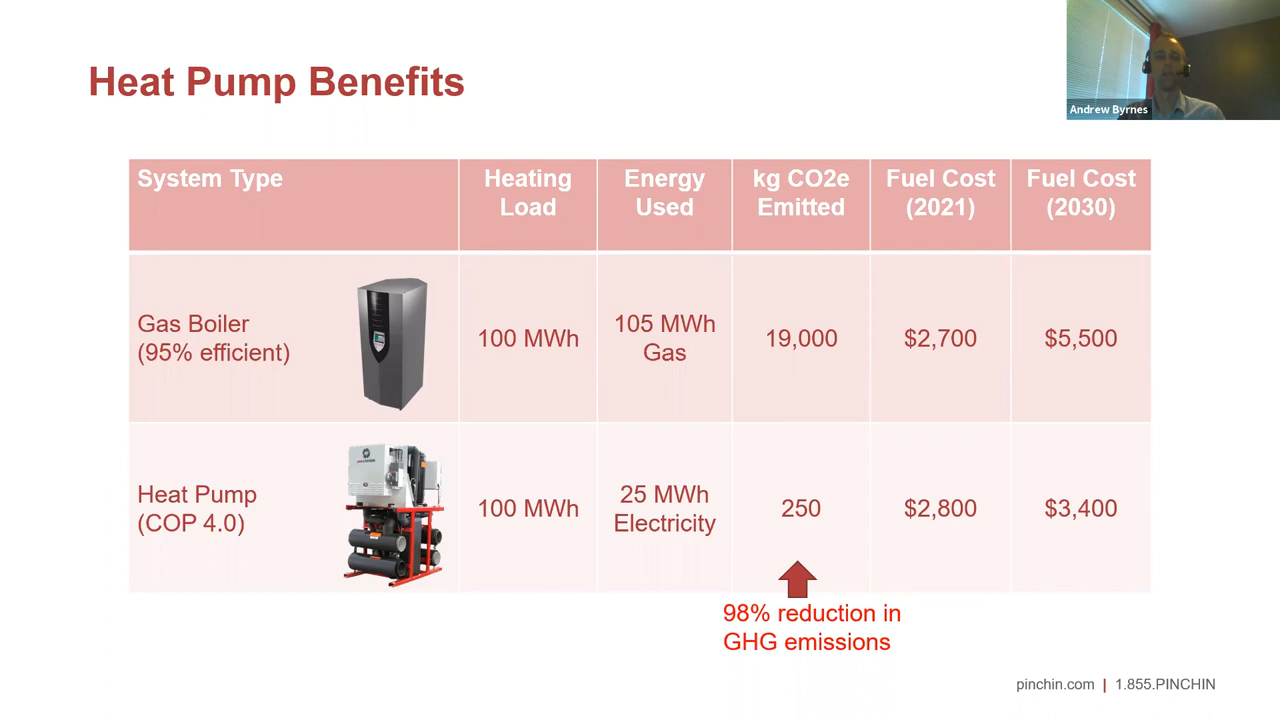 Heat Pump Benefits
Andrew Byrnes
System Type
Heating
Load
Energy
Used
kg CO2e
Emitted
Fuel Cost
(2021)
Fuel Cost
(2030)
Gas Boiler
(95% efficient)
100 MWh
105 MWh
Gas
19,000
$2,700
$5,500
Heat Pump
(COP 4.0)
100 MWh
25 MWh
Electricity
250
$2,800
$3,400
98% reduction in
GHG emissions
pinchin.com | 1.855.PINCHIN